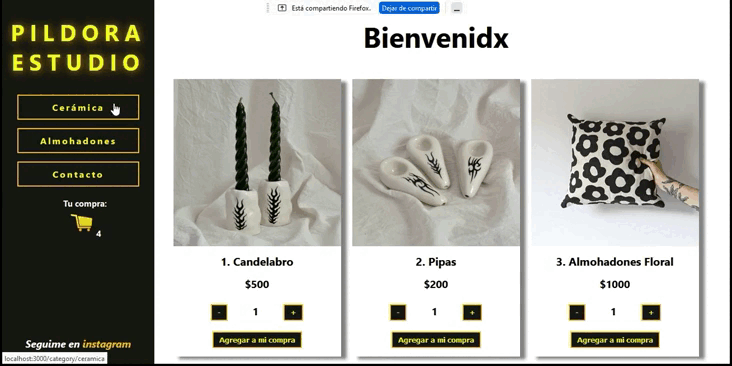 Está compartiendo Firefox.
Dejar de compartir
PILDORA
ESTUDIO
Cerámica
Almohadones
Contacto
Tu compra:
4
Seguime en instagram
localhost:3000/category/ceramica
Bienvenidx
1. Candelabro
$500
- 1 +
Agregar a mi compra
2. Pipas
$200
- 1 +
Agregar a mi compra
3. Almohadones Floral
$1000
- 1 +
Agregar a mi compra